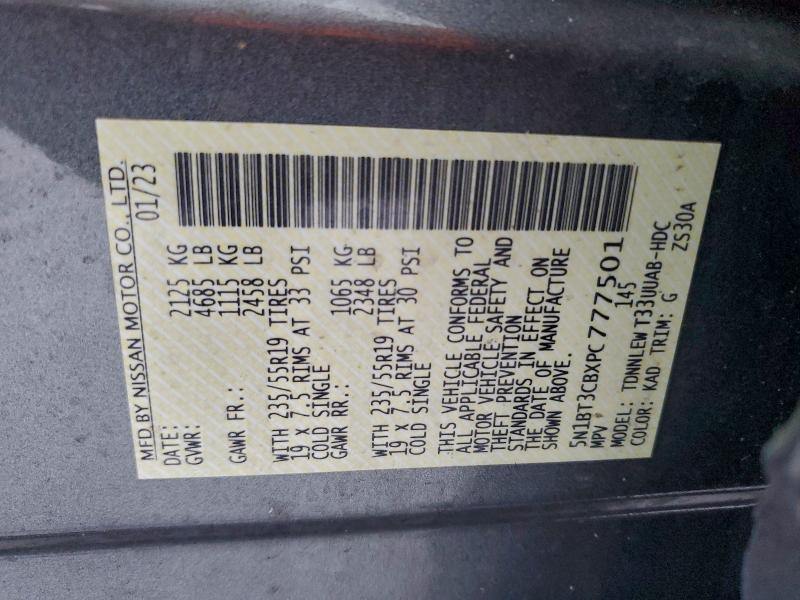 MFD BY NISSAN MOTOR CO., LTD.
DATE: 01/23
GVWR: 2125 KG
4685 LB
GAWR FR.: 1115 KG
2458 LB
WITH 235/55R19 TIRES
19 X 7.5 RIMS AT 33 PSI
COLD SINGLE
GAWR RR.: 1065 KG
2348 LB
WITH 235/55R19 TIRES
19 X 7.5 RIMS AT 30 PSI
COLD SINGLE
THIS VEHICLE CONFORMS TO
ALL APPLICABLE FEDERAL
MOTOR VEHICLE SAFETY AND
THEFT PREVENTION
STANDARDS IN EFFECT ON
THE DATE OF MANUFACTURE
SHOWN ABOVE.
5N1BT3CBXPC777501
MPV 145
MODEL: TDNNLEW T33UUAB-HDC
COLOR: KAD TRIM: G ZS30A